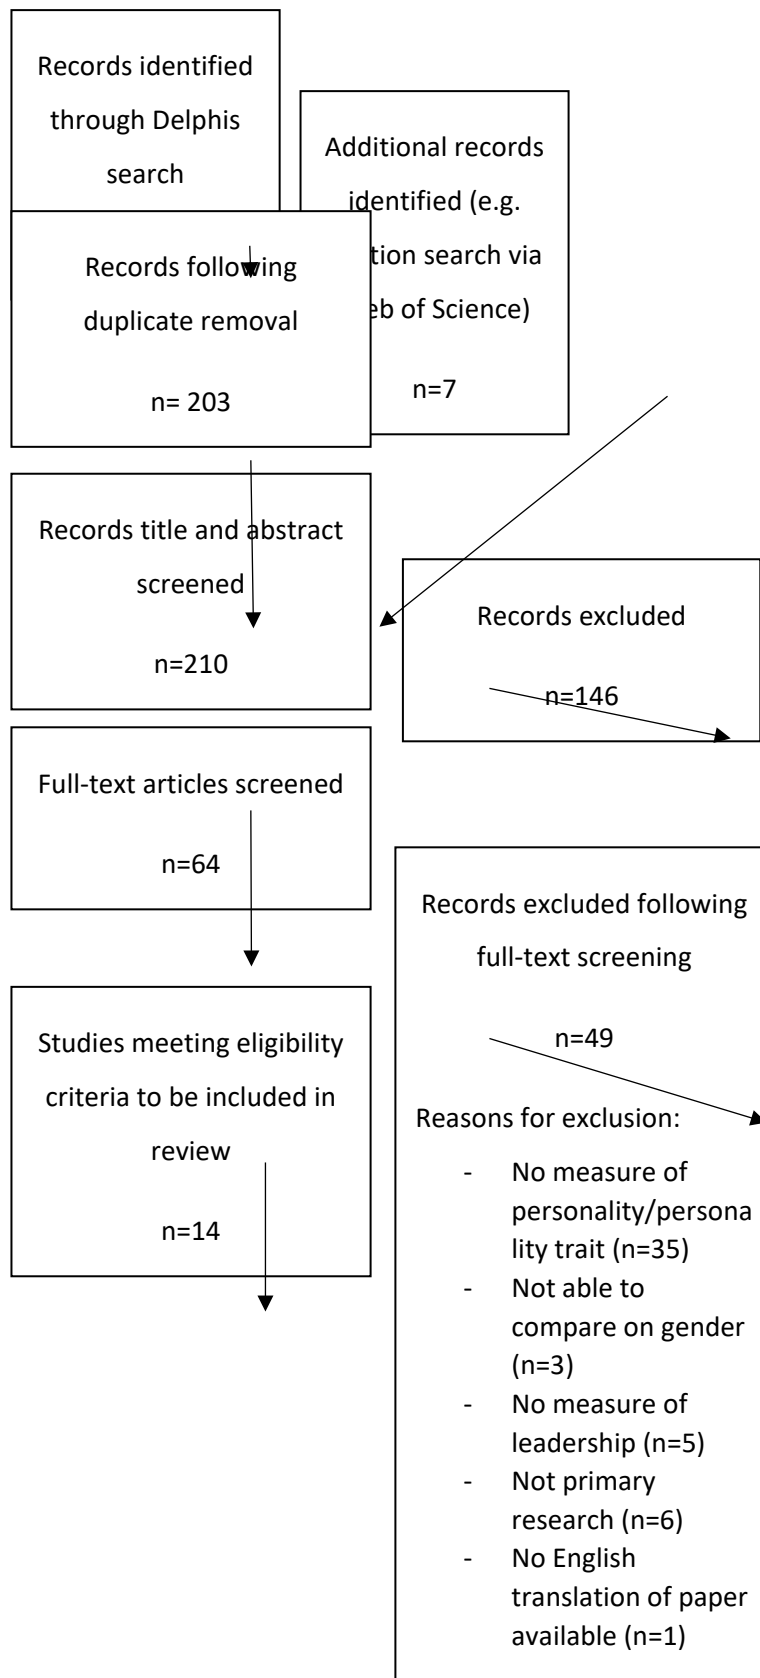 Records identified
through Delphis
search
Additional records
identified (e.g.
search via
of Science)
n=7
Records following
duplicate removal
n= 203
Records title and abstract
screened
n=210
Records excluded
n=146
Full-text articles screened
n=64
Records excluded following
full-text screening
n=49
Reasons for exclusion:
- No measure of
personality/persona
lity trait (n=35)
- Not able to
compare on gender
(n=3)
- No measure of
leadership (n=5)
- Not primary
research (n=6)
- No English
translation of paper
available (n=1)
Studies meeting eligibility
criteria to be included in
review
n=14